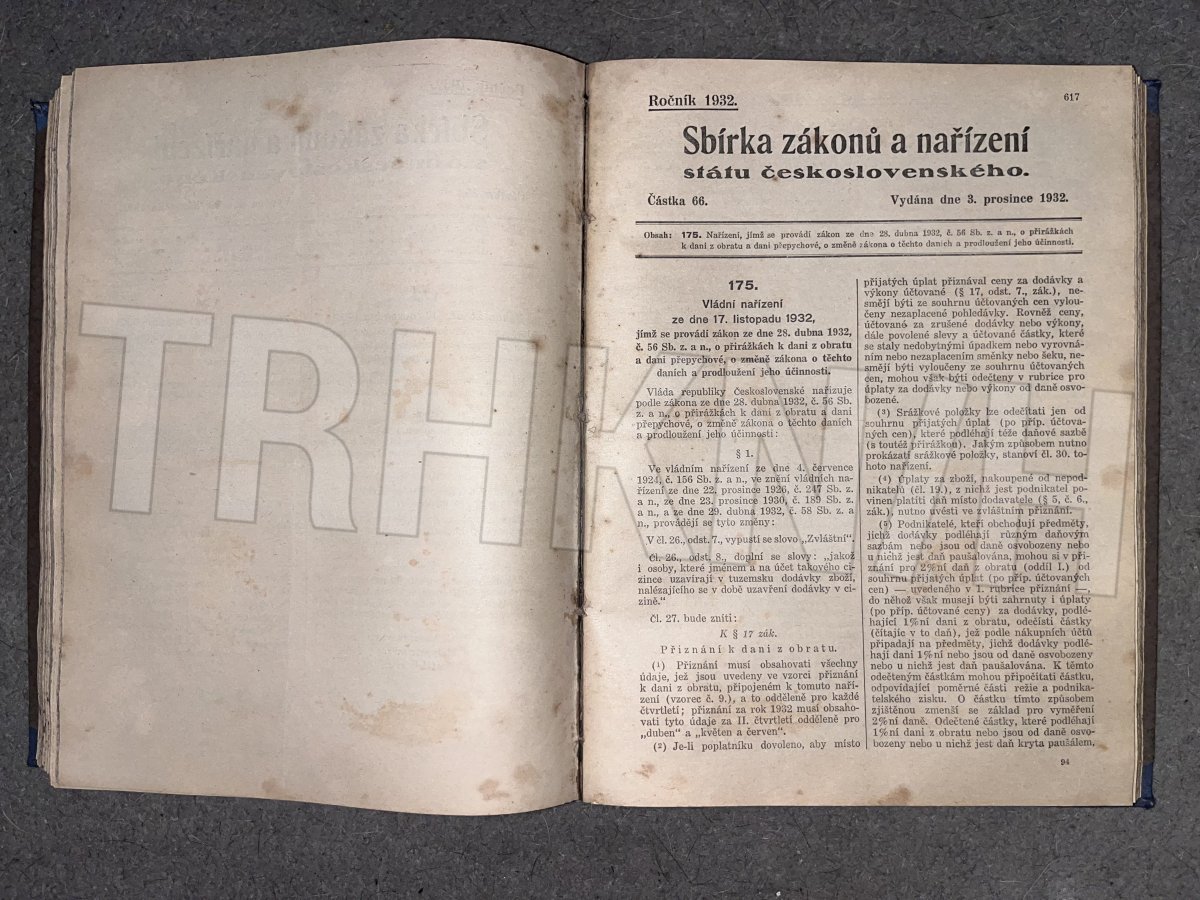 Ročník 1932.
617
Sbírka zákonů a nařízení
státu československého.
Částka 66.
Vydána dne 3. prosince 1932.
Obsah: 175. Nařízení, jímž se provádí zákon ze dne 28. dubna 1932, č. 56 Sb. z. a n., o přirážkách
k dani z obratu a dani přepychové, o změně zákona o těchto daních a prodloužení jeho účinnosti.
175.
Vládní nařízení
ze dne 17. listopadu 1932,
jímž se provádí zákon ze dne 28. dubna 1932,
č. 56 Sb. z. a n., o přirážkách k dani z obratu
a dani přepychové, o změně zákona o těchto
daních a prodloužení jeho účinnosti.
Vláda republiky Československé nařizuje
podle zákona ze dne 28. dubna 1932, č. 56 Sb.
z. a n., o přirážkách k dani z obratu a dani
přepychové, o změně zákona o těchto daních
a prodloužení jeho účinnosti:
§ 1.
Ve vládním nařízení ze dne 4. července
1924, č. 156 Sb. z. a n., ve znění vládních na-
řízení ze dne 22. prosince 1926, č. 247 Sb. z.
a n., ze dne 23. prosince 1930, č. 189 Sb. z.
a n., a ze dne 29. dubna 1932, č. 58 Sb. z. a
n., provádějí se tyto změny:
V čl. 26., odst. 7., vypustí se slovo „Zvláštní“.
Čl. 26., odst. 8., doplní se slovy: „jakož
i osoby, které jménem a na účet takového ci-
zince uzavírají v tuzemsku dodávky zboží,
nalézajícího se v době uzavření dodávky v ci-
zině.“
Čl. 27. bude zníti:
K § 17 zák.
Přiznání k dani z obratu.
(1) Přiznání musí obsahovati všechny
údaje, jež jsou uvedeny ve vzorci přiznání
k dani z obratu, připojeném k tomuto naří-
zení (vzorec č. 9.), a to odděleně pro každé
čtvrtletí; přiznání za rok 1932 musí obsaho-
vati tyto údaje za II. čtvrtletí odděleně pro
„duben“ a „květen a červen“.
(2) Je-li poplatníku dovoleno, aby místo
přijatých úplat přiznával ceny za dodávky a
výkony účtované (§ 17, odst. 7., zák.), ne-
smějí býti ze souhrnu účtovaných cen vylou-
čeny nezaplacené pohledávky. Rovněž ceny,
účtované za zrušené dodávky nebo výkony,
dále povolené slevy a účtované částky, které
se staly nedobytnými úpadkem nebo vyrovná-
ním nebo nezaplacením směnky nebo šeku, ne-
smějí býti vyloučeny ze souhrnu účtovaných
cen, mohou však býti odečteny v rubrice pro
úplaty za dodávky nebo výkony od daně osvo-
bozené.
(3) Srážkové položky lze odečítati jen od
souhrnu přijatých úplat (po příp. účtova-
ných cen), které podléhají téže daňové sazbě
(s toutéž přirážkou). Jakým způsobem nutno
prokázati srážkové položky, stanoví čl. 30. to-
hoto nařízení.
(4) Úplaty za zboží, nakoupené od nepod-
nikatelů (čl. 19.), z nichž jest podnikatel po-
vinen platiti daň místo dodavatele (§ 5, č. 6.,
zák.), nutno uvésti ve zvláštním přiznání.
(5) Podnikatelé, kteří obchodují předměty,
jichž dodávky podléhají různým daňovým
sazbám nebo jsou od daně osvobozeny nebo
u nichž jest daň paušalována, mohou si v při-
znání pro 2%ní daň z obratu (oddíl I.) od
souhrnu přijatých úplat (po příp. účtovaných
cen) — uvedeného v 1. rubrice přiznání —,
do něhož však musejí býti zahrnuty i úplaty
(po příp. účtované ceny) za dodávky, podlé-
hající 1%ní dani z obratu, odečísti částky
(čítajíc v to daň), jež podle nákupních účtů
připadají na předměty, jichž dodávky podlé-
hají dani 1%ní nebo jsou od daně osvobozeny
nebo u nichž jest daň paušalována. K těmto
odečteným částkám mohou připočítati částku,
odpovídající poměrné části režie a podnika-
telského zisku. O částku tímto způsobem
zjištěnou zmenší se základ pro vyměření
2%ní daně. Odečtené částky, které podléhají
1%ní dani z obratu nebo jsou od daně osvo-
bozeny nebo u nichž jest daň kryta paušálem,
94
TRHKNIH